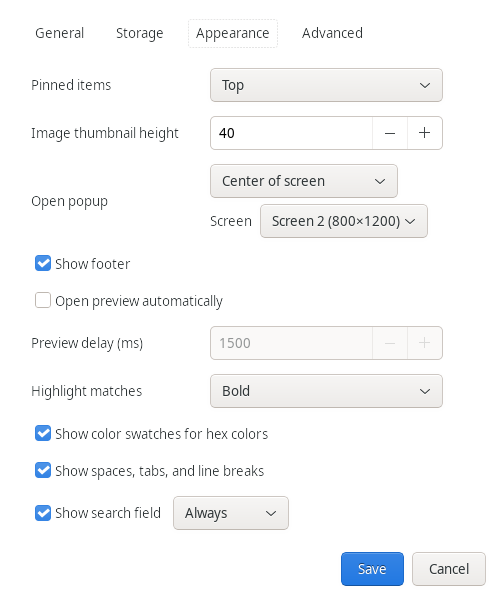 General Storage Appearance Advanced
Pinned items Top
Image thumbnail height 40
Center of screen
Open popup
Screen Screen 2 (800×1200)
Show footer
Open preview automatically
Preview delay (ms) 1500
Highlight matches Bold
Show color swatches for hex colors
Show spaces, tabs, and line breaks
Show search field Always
Save Cancel